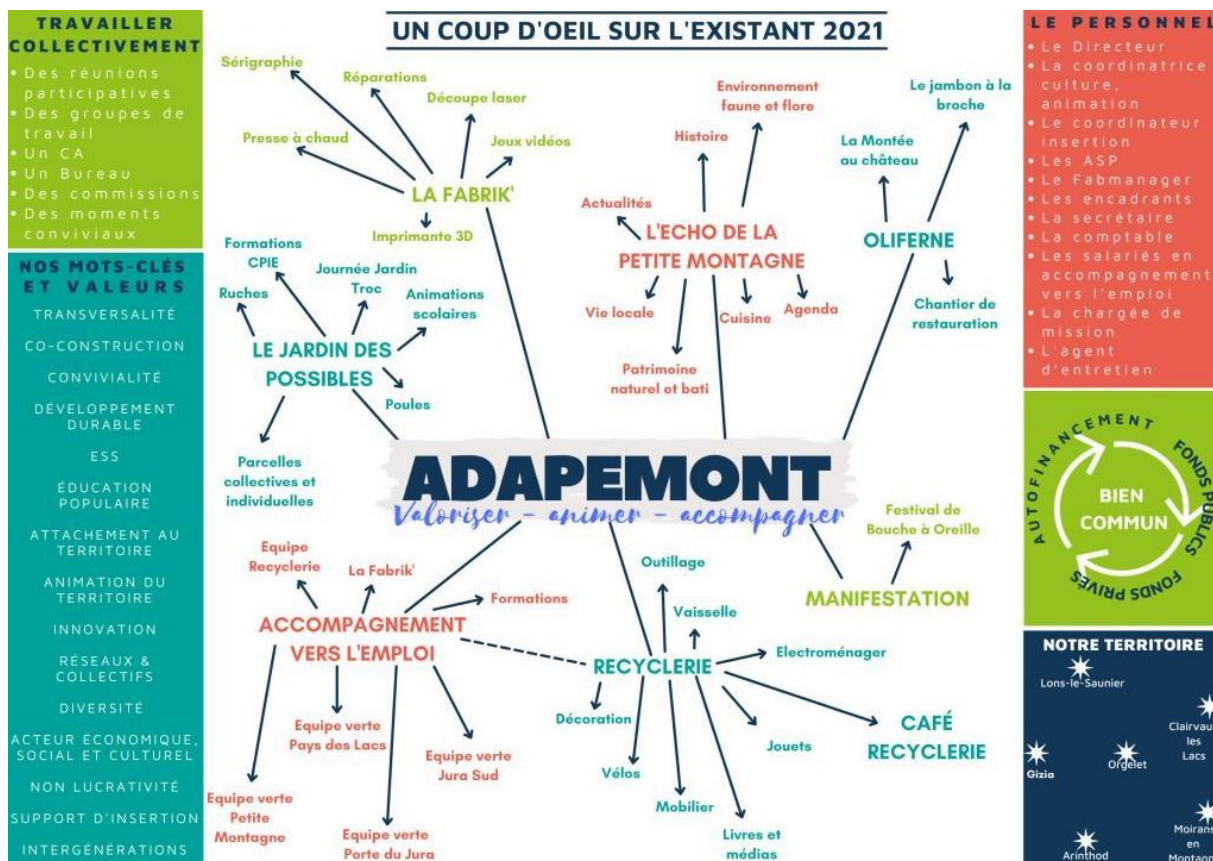 TRAVAILLER
COLLECTIVEMENT
• Des réunions
participatives
• Des groupes de
travail
• Un CA
• Un Bureau
• Des commissions
• Des moments
conviviaux
NOS MOTS-CLÉS
ET VALEURS
TRANSVERSALITÉ
CO-CONSTRUCTION
CONVIVIALITÉ
DÉVELOPPEMENT
DURABLE
ESS
ÉDUCATION
POPULAIRE
ATTACHEMENT AU
TERRITOIRE
ANIMATION DU
TERRITOIRE
INNOVATION
RÉSEAUX &
COLLECTIFS
DIVERSITÉ
ACTEUR ÉCONOMIQUE,
SOCIAL ET CULTUREL
NON LUCRATIVITÉ
SUPPORT D'INSERTION
INTERGÉNÉRATIONS
UN COUP D'OEIL SUR L'EXISTANT 2021
Sérigraphie
Réparations
Découpe laser
Presse à chaud
Jeux vidéos
LA FABRIK'
Imprimante 3D
Environnement
faune et flore
Histoire
Actualités
L'ECHO DE LA
PETITE MONTAGNE
Vie locale
Cuisine
Agenda
Patrimoine
naturel et bati
Le jambon à la
broche
La Montée
au château
OLIFERNE
Chantier de
restauration
Formations
CPIE
Journée Jardin
Troc
Ruches
Animations
scolaires
LE JARDIN DES
POSSIBLES
Poules
Parcelles
collectives et
individuelles
ADAPEMONT
Valoriser - animer - accompagner
Festival de
Bouche à Oreille
MANIFESTATION
Equipe
Recyclerie
La Fabrik'
Formations
ACCOMPAGNEMENT
VERS L'EMPLOI
Equipe verte
Pays des Lacs
Equipe verte
Jura Sud
Equipe verte
Petite
Montagne
Equipe verte
Porte du Jura
Outillage
Vaisselle
Electroménager
RECYCLERIE
Décoration
Vélos
Mobilier
Livres et
médias
Jouets
CAFÉ
RECYCLERIE
LE PERSONNEL
• Le Directeur
• La coordinatrice
culture,
animation
• Le coordinateur
insertion
• Les ASP
• Le Fabmanager
• Les encadrants
• La secrétaire
• La comptable
• Les salariés en
accompagnement
vers l'emploi
• La chargée de
mission
• L'agent
d'entretien
AUTOFINANCEMENT
FONDS PUBLICS
FONDS PRIVÉS
BIEN
COMMUN
NOTRE TERRITOIRE
Lons-le-Saunier
Clairvau
les
Lacs
Gizia
Orgelet
Moirans
en
Montagn
Arinthod